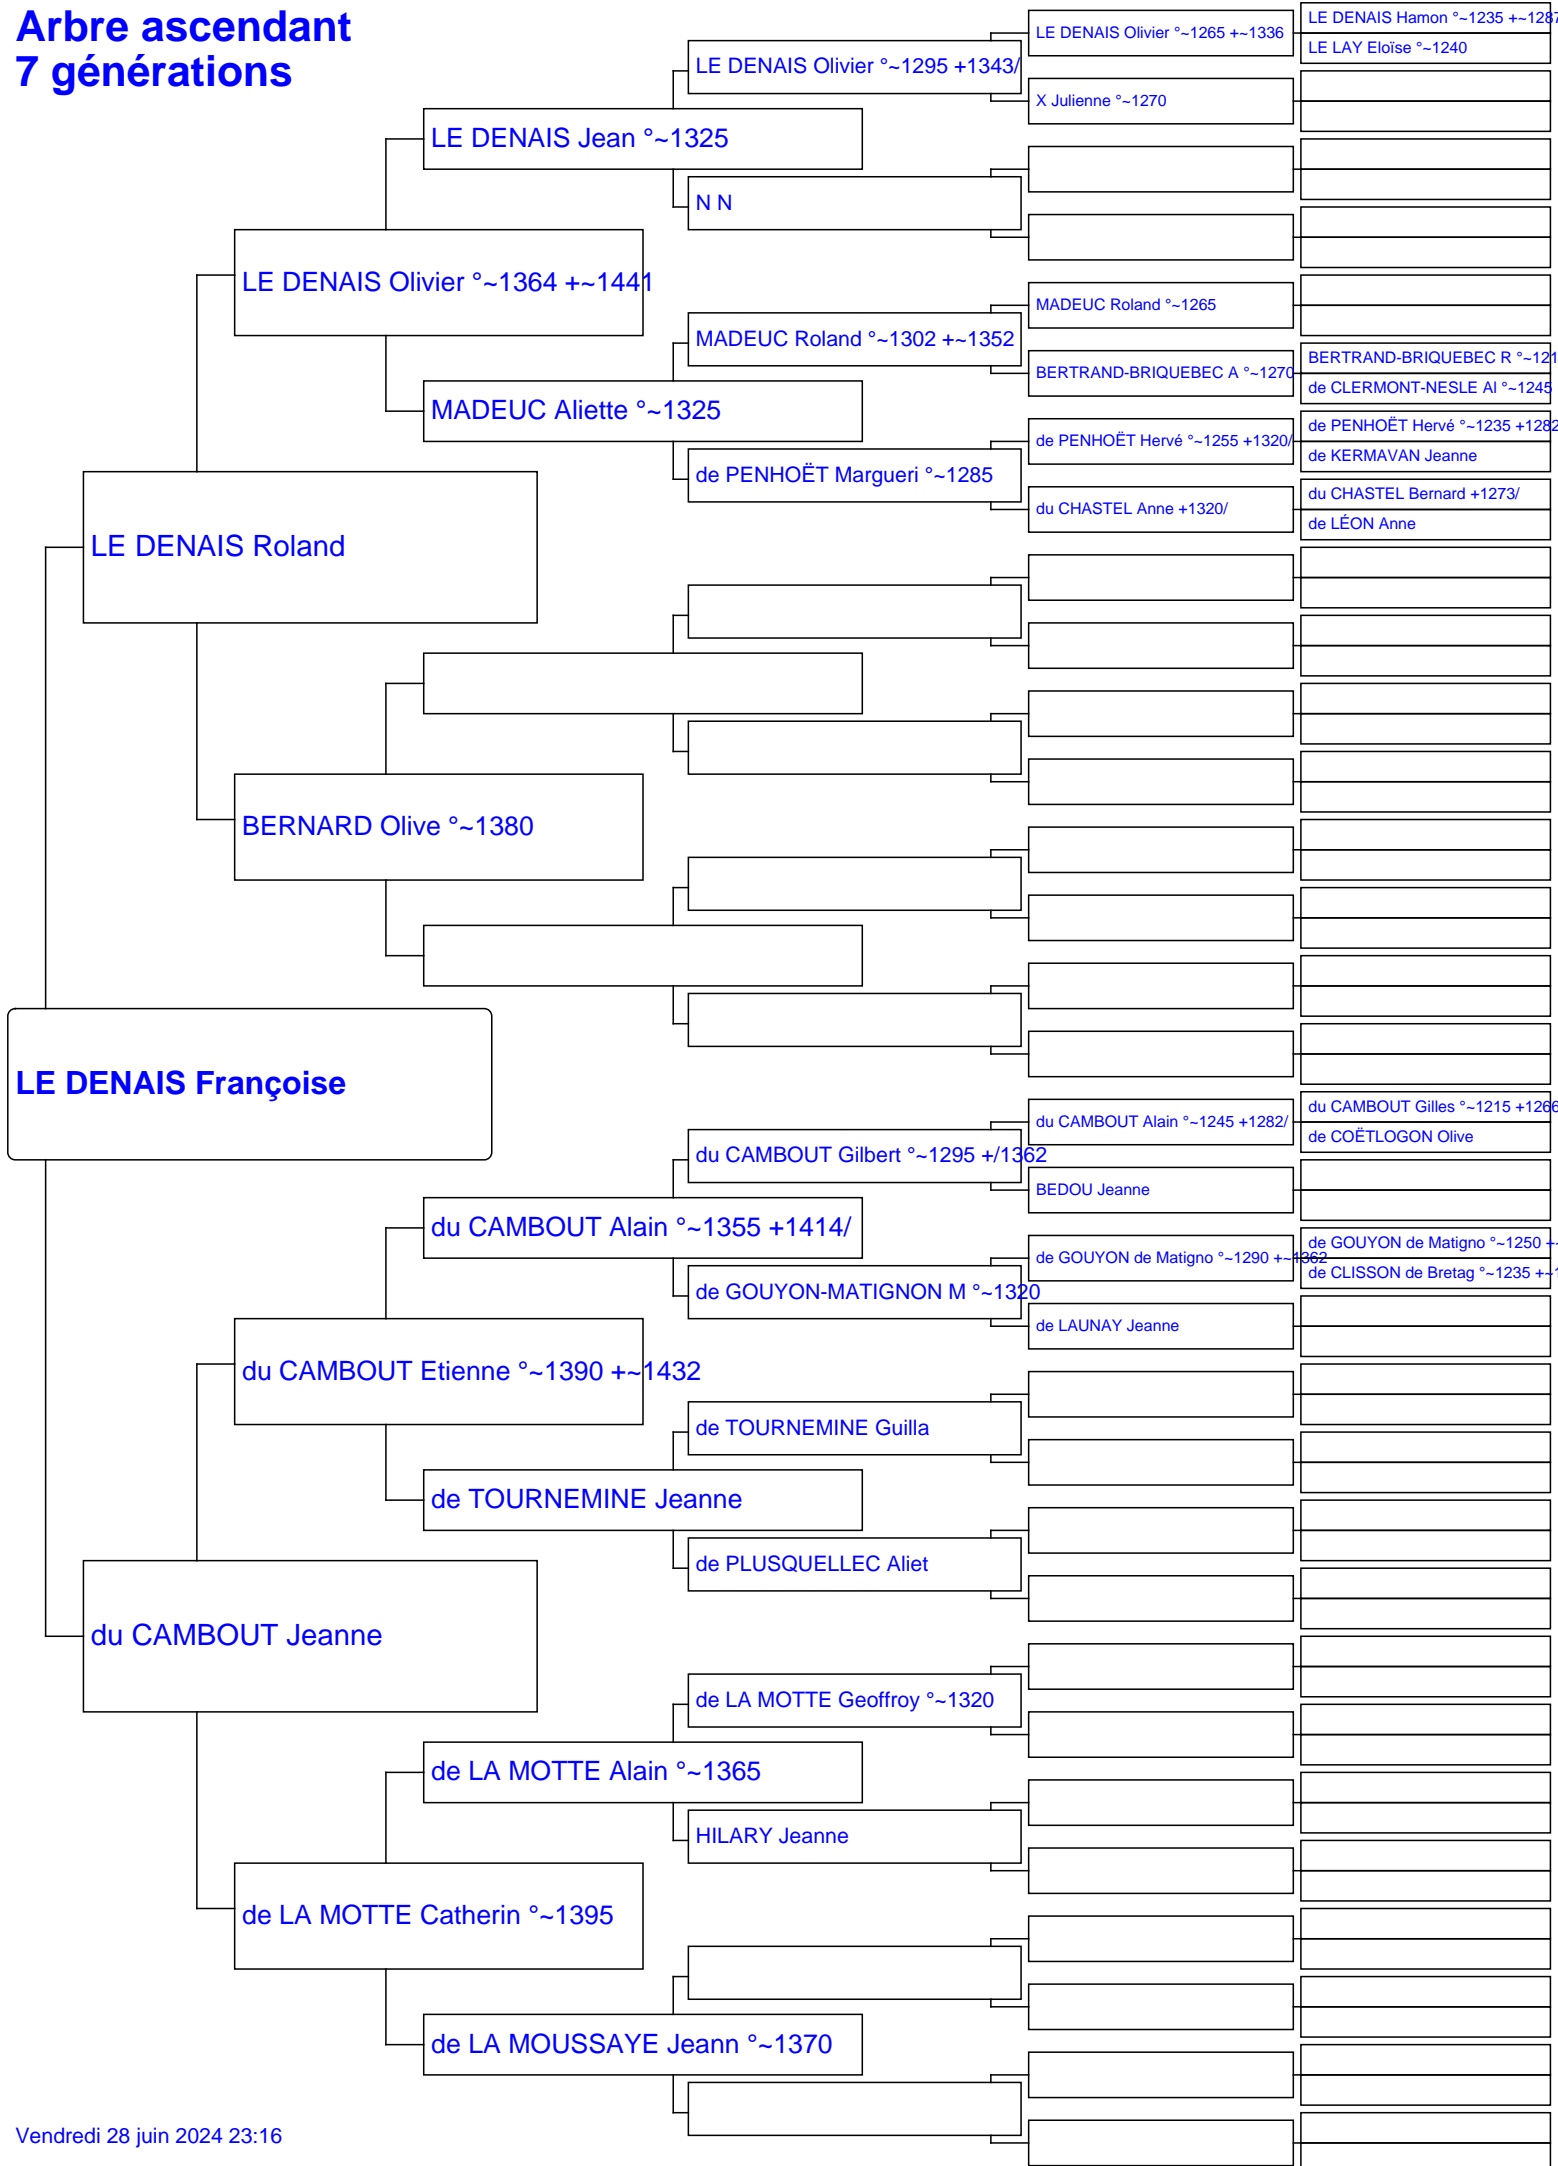 Arbre ascendant
7 générations
LE DENAIS Olivier °~1265 +~1336
LE DENAIS Hamon °~1235 +~1287
LE LAY Eloïse °~1240
LE DENAIS Olivier °~1295 +1343/
X Julienne °~1270
LE DENAIS Jean °~1325
N N
LE DENAIS Olivier °~1364 +~1441
MADEUC Roland °~1265
MADEUC Roland °~1302 +~1352
BERTRAND-BRIQUEBEC A °~1270
BERTRAND-BRIQUEBEC R °~121
de CLERMONT-NESLE Al °~1245
MADEUC Aliette °~1325
de PENHOËT Hervé °~1255 +1320/
de PENHOËT Hervé °~1235 +1282
de KERMAVAN Jeanne
de PENHOËT Margueri °~1285
du CHASTEL Anne +1320/
du CHASTEL Bernard +1273/
de LÉON Anne
LE DENAIS Roland
BERNARD Olive °~1380
LE DENAIS Françoise
du CAMBOUT Alain °~1245 +1282/
du CAMBOUT Gilles °~1215 +1266
de COËTLOGON Olive
du CAMBOUT Gilbert °~1295 +/1362
BEDOU Jeanne
du CAMBOUT Alain °~1355 +1414/
de GOUYON de Matigno °~1290 +~1362
de GOUYON de Matigno °~1250 +~
de CLISSON de Bretag °~1235 +~1
de GOUYON-MATIGNON M °~1320
de LAUNAY Jeanne
du CAMBOUT Etienne °~1390 +~1432
de TOURNEMINE Guilla
de TOURNEMINE Jeanne
de PLUSQUELLEC Aliet
du CAMBOUT Jeanne
de LA MOTTE Geoffroy °~1320
de LA MOTTE Alain °~1365
HILARY Jeanne
de LA MOTTE Catherin °~1395
de LA MOUSSAYE Jeann °~1370
Vendredi 28 juin 2024 23:16